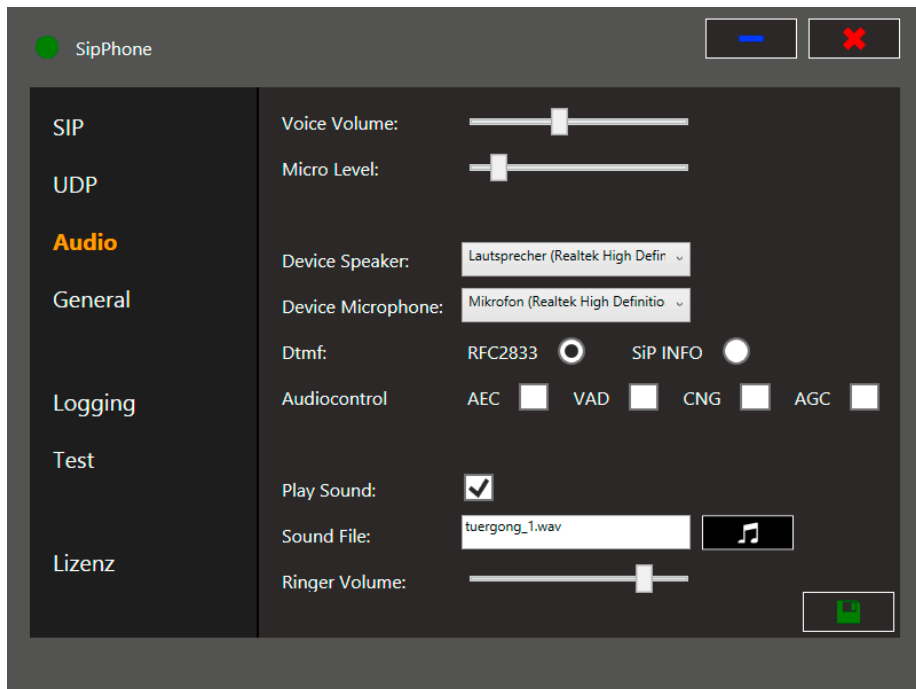 SipPhone
SIP
UDP
Audio
General
Logging
Test
Lizenz
Voice Volume:
Micro Level:
Device Speaker: Lautsprecher (Realtek High Defir
Device Microphone: Mikrofon (Realtek High Definitio
Dtmf: RFC2833 SiP INFO
Audiocontrol AEC VAD CNG AGC
Play Sound:
Sound File: tuergong_1.wav
Ringer Volume: